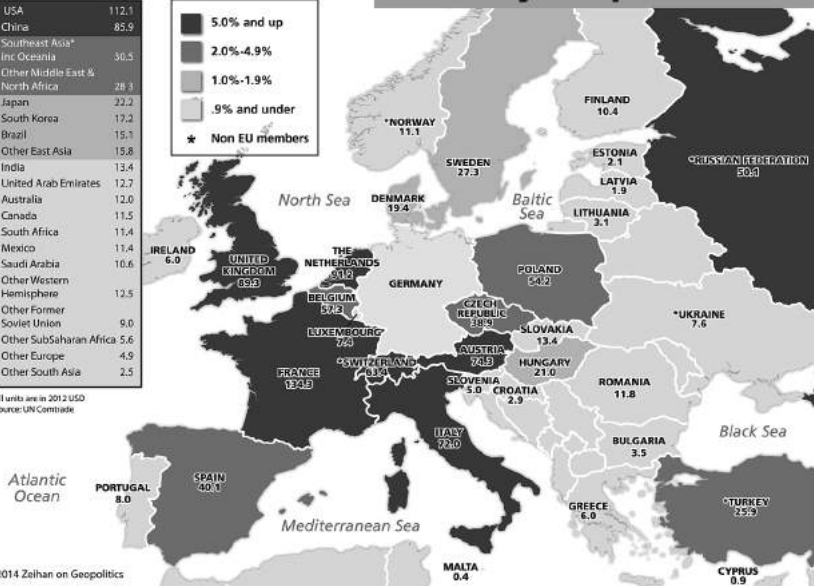 USA 112.1
China 85.9
Southeast Asia*
inc Oceania 30.5
Other Middle East &
North Africa 28.3
Japan 22.2
South Korea 17.2
Brazil 15.1
Other East Asia 15.8
India 13.4
United Arab Emirates 12.7
Australia 12.0
Canada 11.5
South Africa 11.4
Mexico 11.4
Saudi Arabia 10.6
Other Western
Hemisphere 12.5
Other Former
Soviet Union 9.0
Other SubSaharan Africa 5.6
Other Europe 4.9
Other South Asia 2.5
ll units are in 2012 USD
ource: UN Comtrade
5.0% and up
2.0%-4.9%
1.0%-1.9%
.9% and under
* Non EU members
*NORWAY
11.1
SWEDEN
27.3
FINLAND
10.4
ESTONIA
2.1
LATVIA
1.9
LITHUANIA
3.1
*RUSSIAN FEDERATION
50.1
North Sea
DENMARK
19.4
Baltic
Sea
IRELAND
6.0
UNITED
KINGDOM
89.3
THE
NETHERLANDS
91.2
BELGIUM
57.3
LUXEMBOURG
7.4
GERMANY
POLAND
54.2
CZECH
REPUBLIC
38.9
SLOVAKIA
13.4
*UKRAINE
7.6
FRANCE
134.3
*SWITZERLAND
63.4
AUSTRIA
74.3
HUNGARY
21.0
SLOVENIA
5.0
CROATIA
2.9
ROMANIA
11.8
ITALY
72.0
BULGARIA
3.5
Black Sea
Atlantic
Ocean
PORTUGAL
8.0
SPAIN
40.1
Mediterranean Sea
GREECE
6.0
*TURKEY
25.9
MALTA
0.4
CYPRUS
0.9
2014 Zeihan on Geopolitics